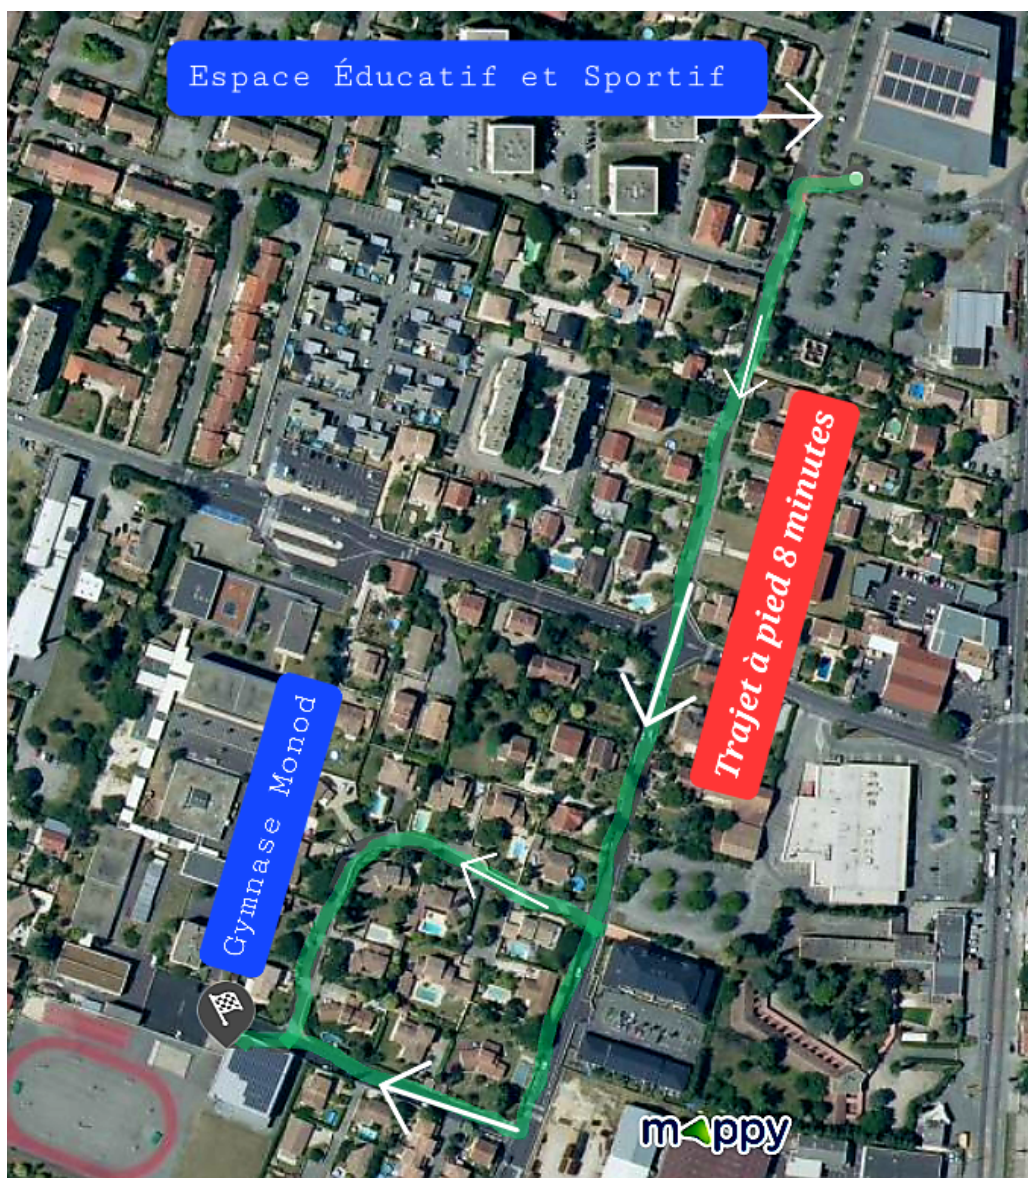 Espace Éducatif et Sportif
Trajet à pied 8 minutes
Gymnase Monod
mappy